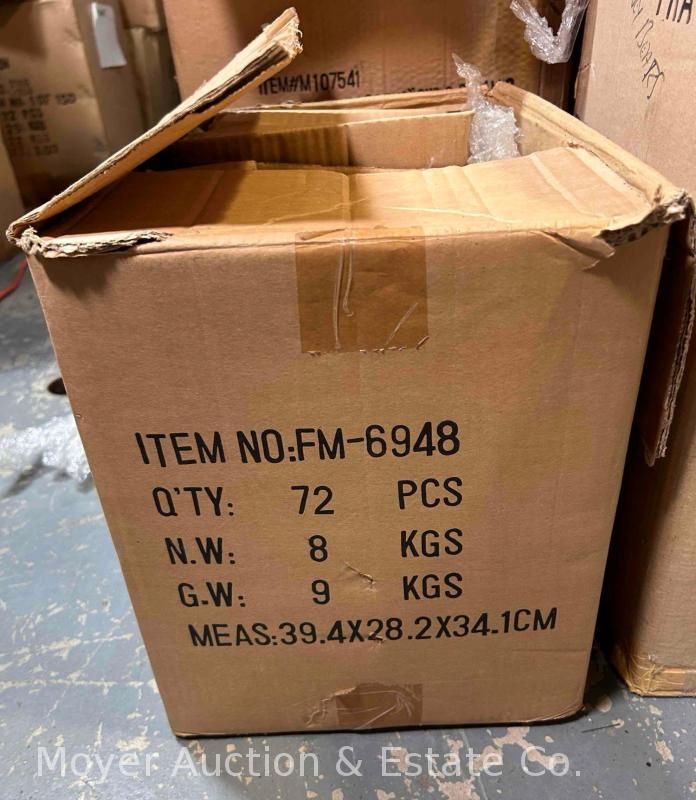 ITEM#M107541
ITEM NO:FM-6948
Q'TY: 72 PCS
N.W: 8 KGS
G.W: 9 KGS
MEAS:39.4X28.2X34.1CM
Moyer Auction & Estate Co.